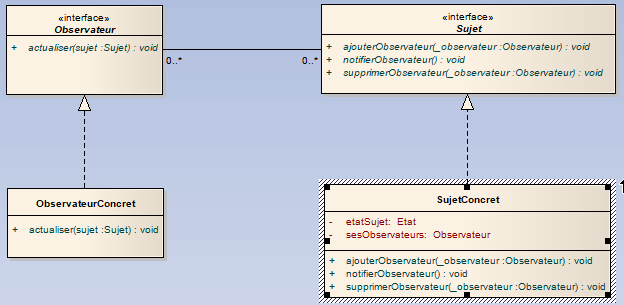 «interface»
Observateur
+ actualiser(sujet :Sujet) : void
0..*
0..*
«interface»
Sujet
+ ajouterObservateur(_observateur :Observateur) : void
+ notifierObservateur() : void
+ supprimerObservateur(_observateur :Observateur) : void
ObservateurConcret
+ actualiser(sujet :Sujet) : void
SujetConcret
- etatSujet: Etat
- sesObservateurs: Observateur
+ ajouterObservateur(_observateur :Observateur) : void
+ notifierObservateur() : void
+ supprimerObservateur(_observateur :Observateur) : void